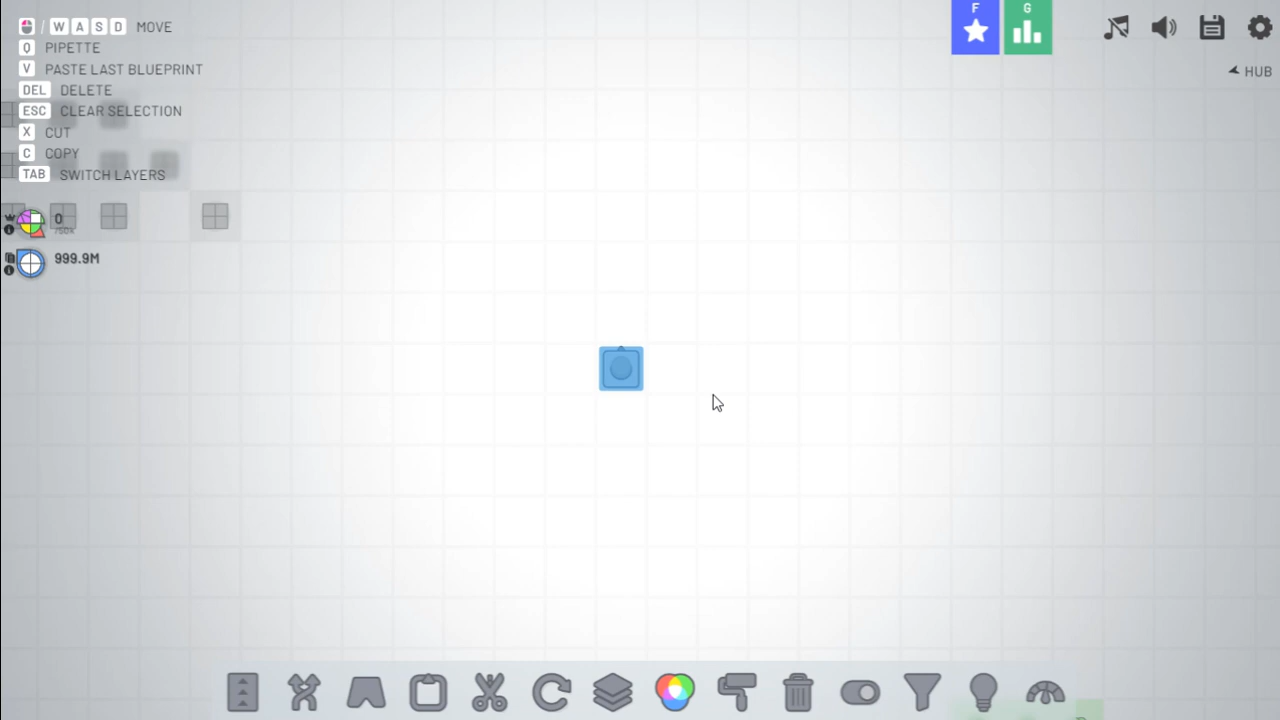 / W A S D MOVE
Q PIPETTE
V PASTE LAST BLUEPRINT
DEL DELETE
ESC CLEAR SELECTION
X CUT
C COPY
TAB SWITCH LAYERS
0
/50K
999.9M
F
G
HUB